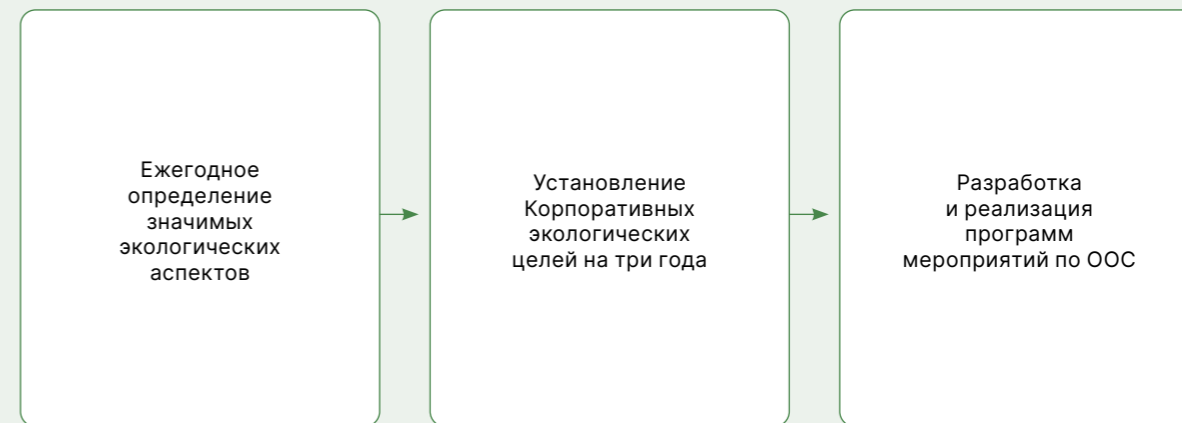 Ежегодное
определение
значимых
экологических
аспектов
Установление
Корпоративных
экологических
целей на три года
Разработка
и реализация
программ
мероприятий по ООС